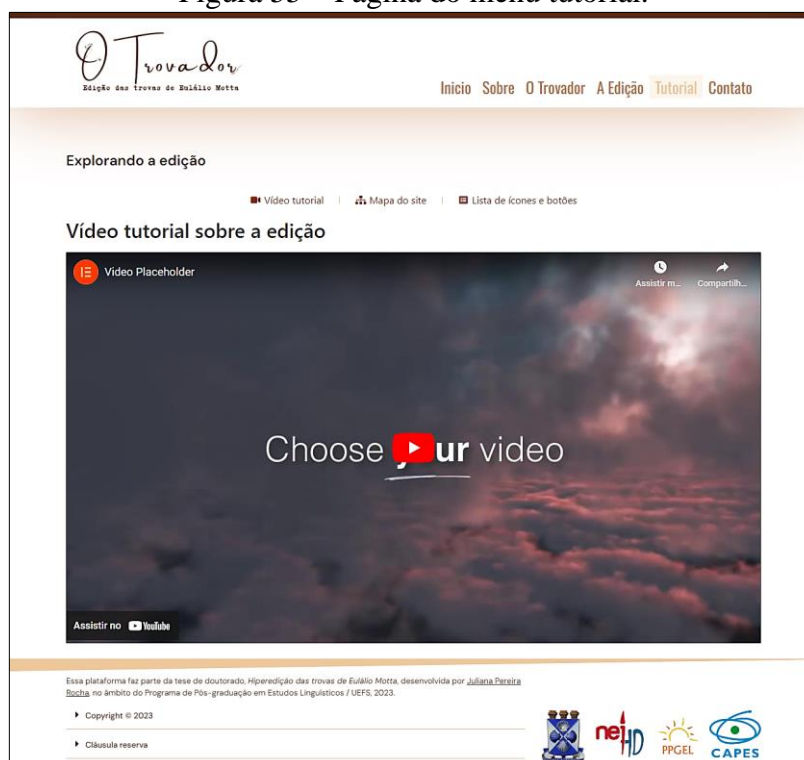 Figura 33 – Página do menu tutorial.
O Trovador
Edição das trovas de Eulálio Motta
Inicio Sobre O Trovador A Edição Tutorial Contato
Explorando a edição
Vídeo tutorial | Mapa do site | Lista de ícones e botões
Vídeo tutorial sobre a edição
Video Placeholder
Assistir m... Compartilh...
Choose your video
Assistir no YouTube
Essa plataforma faz parte da tese de doutorado, Hiperedição das trovas de Eulálio Motta, desenvolvida por Juliana Pereira
Rocha, no âmbito do Programa de Pós-graduação em Estudos Linguísticos / UEFS, 2023.
Copyright © 2023
Cláusula reserva
neiHD
PPGEL
CAPES